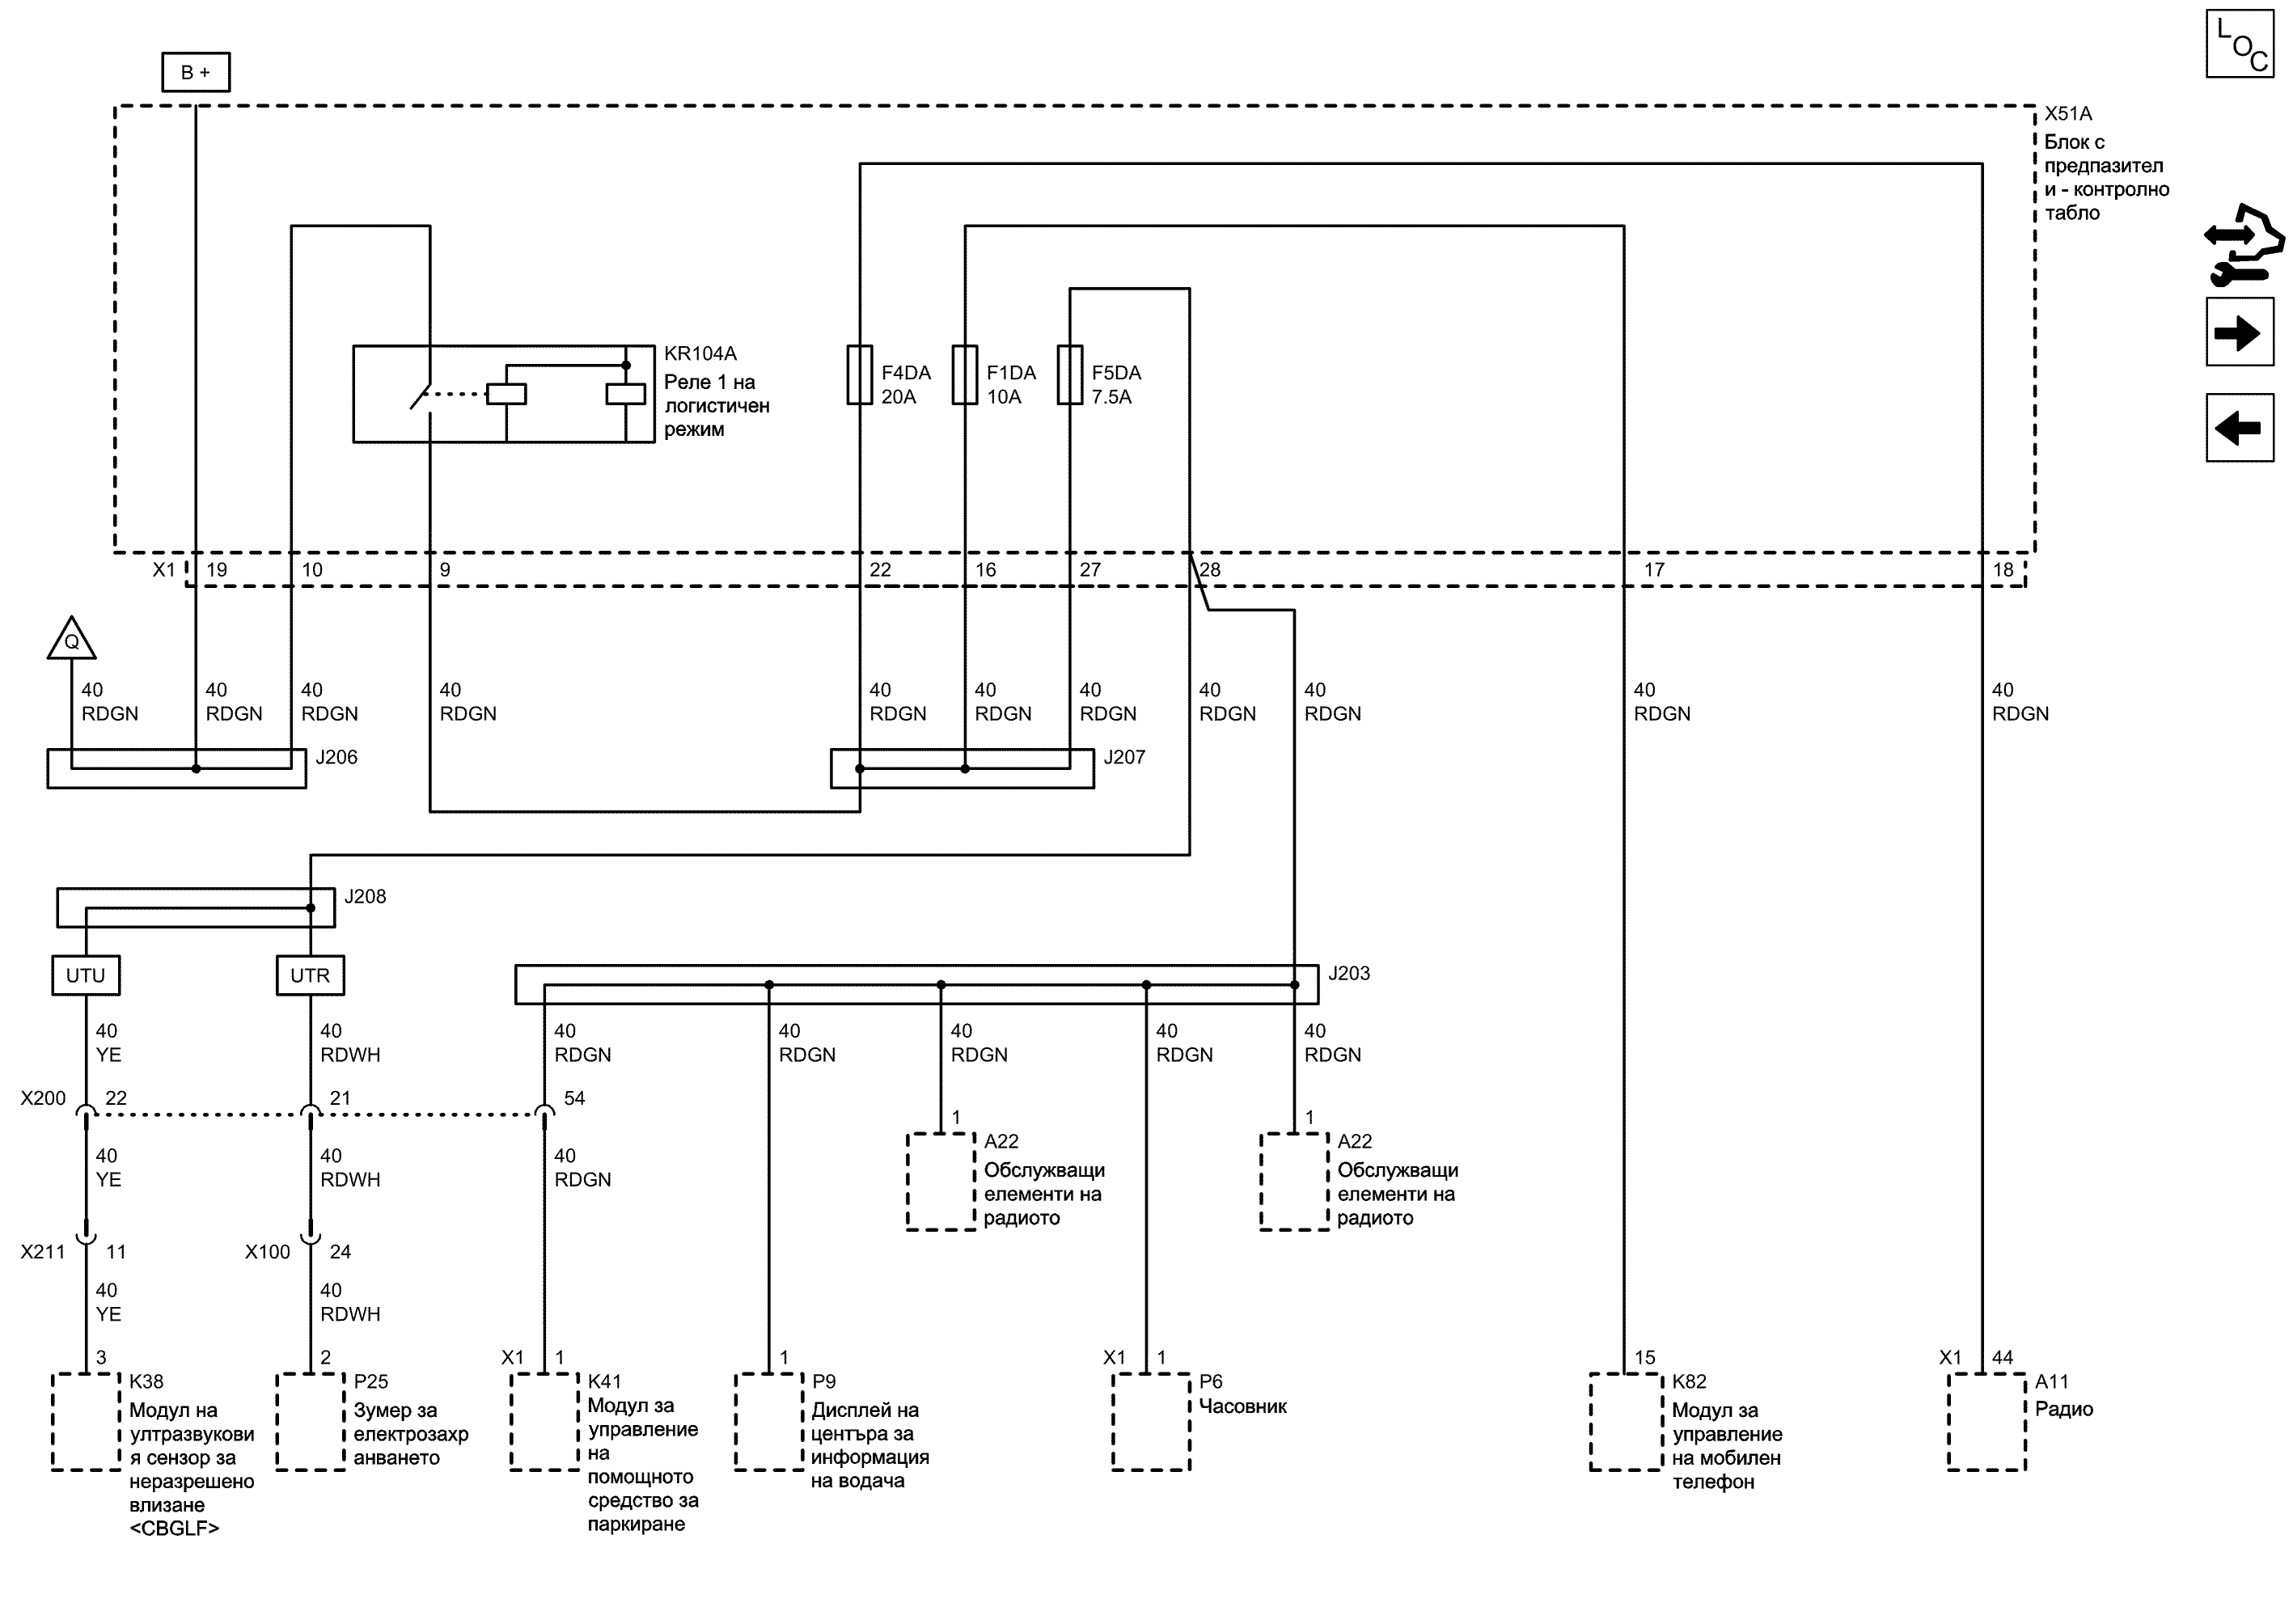 B +
LOC
X51A
Блок с
предпазител
и - контролно
табло
KR104A
Реле 1 на
логистичен
режим
F4DA
20A
F1DA
10A
F5DA
7.5A
X1 19 10 9 22 16 27 28 17 18
Q
40 40 40 40 40 40 40 40 40 40 40
RDGN RDGN RDGN RDGN RDGN RDGN RDGN RDGN RDGN RDGN RDGN
J206
J207
J208
UTU UTR
J203
40 40 40 40 40 40 40
YE RDWH RDGN RDGN RDGN RDGN RDGN
X200 22 21 54
1 1
A22
Обслужващи
елементи на
радиото
A22
Обслужващи
елементи на
радиото
40 40 40
YE RDWH RDGN
X211 11 X100 24
40 40
YE RDWH
3 2 X1 1 1 X1 1 15 X1 44
K38
Модул на
ултразвукови
я сензор за
неразрешено
влизане
<CBGLF>
P25
Зумер за
електрозахр
анването
K41
Модул за
управление
на
помощното
средство за
паркиране
P9
Дисплей на
центъра за
информация
на водача
P6
Часовник
K82
Модул за
управление
на мобилен
телефон
A11
Радио